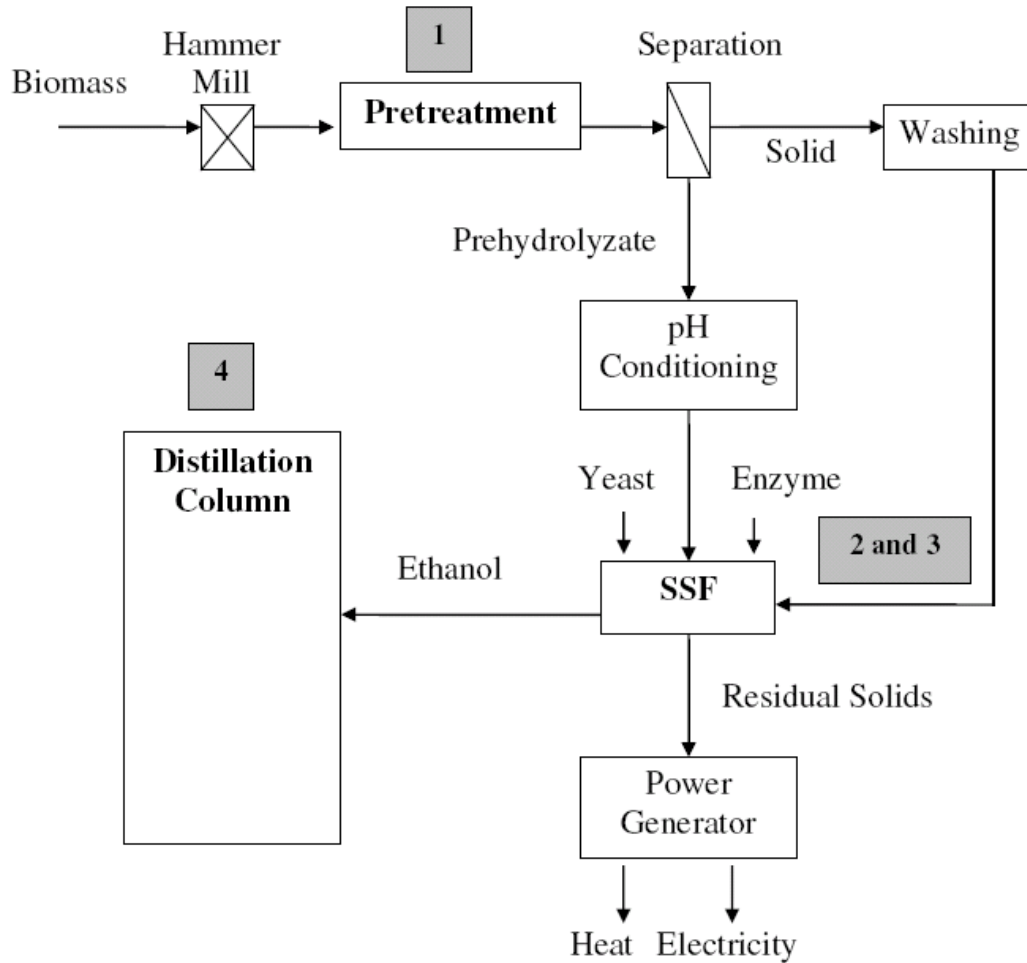 1
Hammer
Mill
Separation
Biomass
Pretreatment
Washing
Solid
Prehydrolyzate
pH
Conditioning
4
Distillation
Column
Yeast
Enzyme
2 and 3
Ethanol
SSF
Residual Solids
Power
Generator
Heat
Electricity